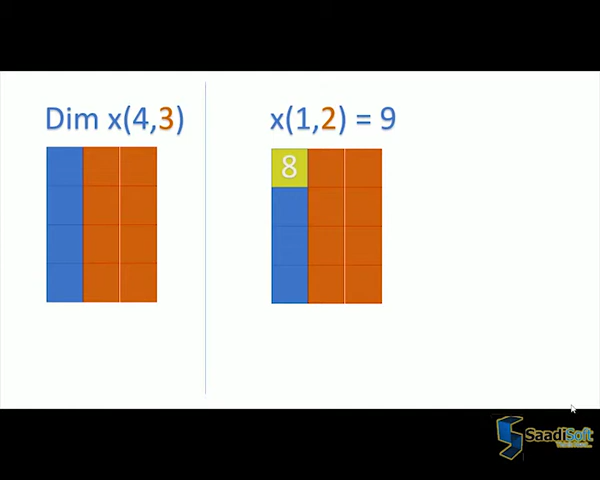 Dim x(4,3)
x(1,2) = 9
8
SaadiSoft